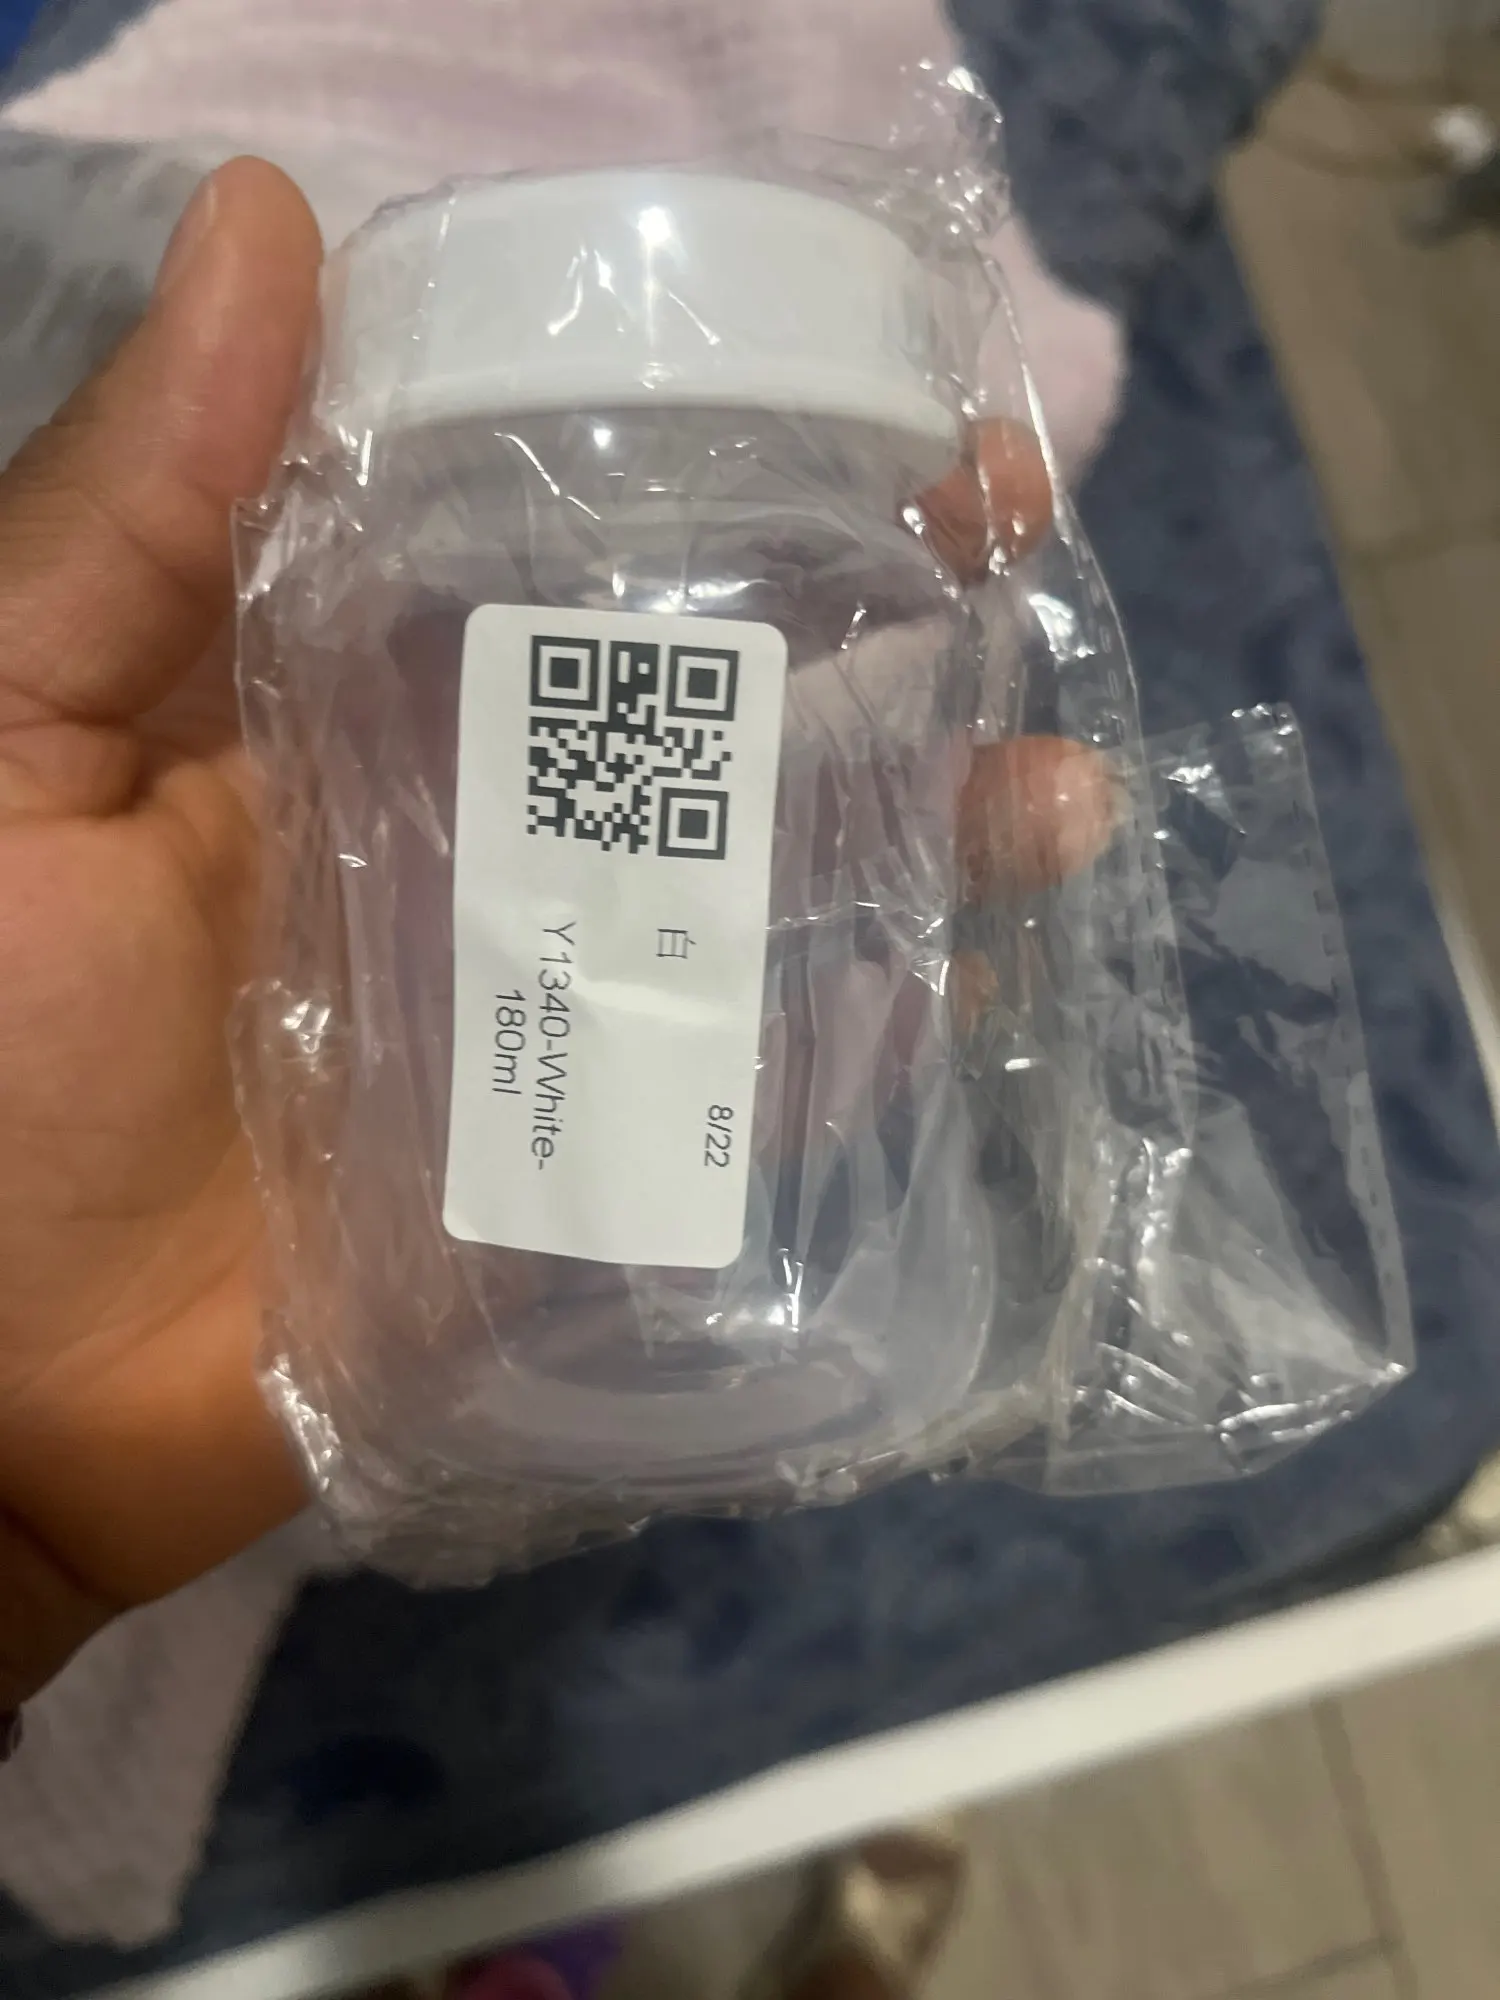 8/22
白
Y1340-White-
180ml